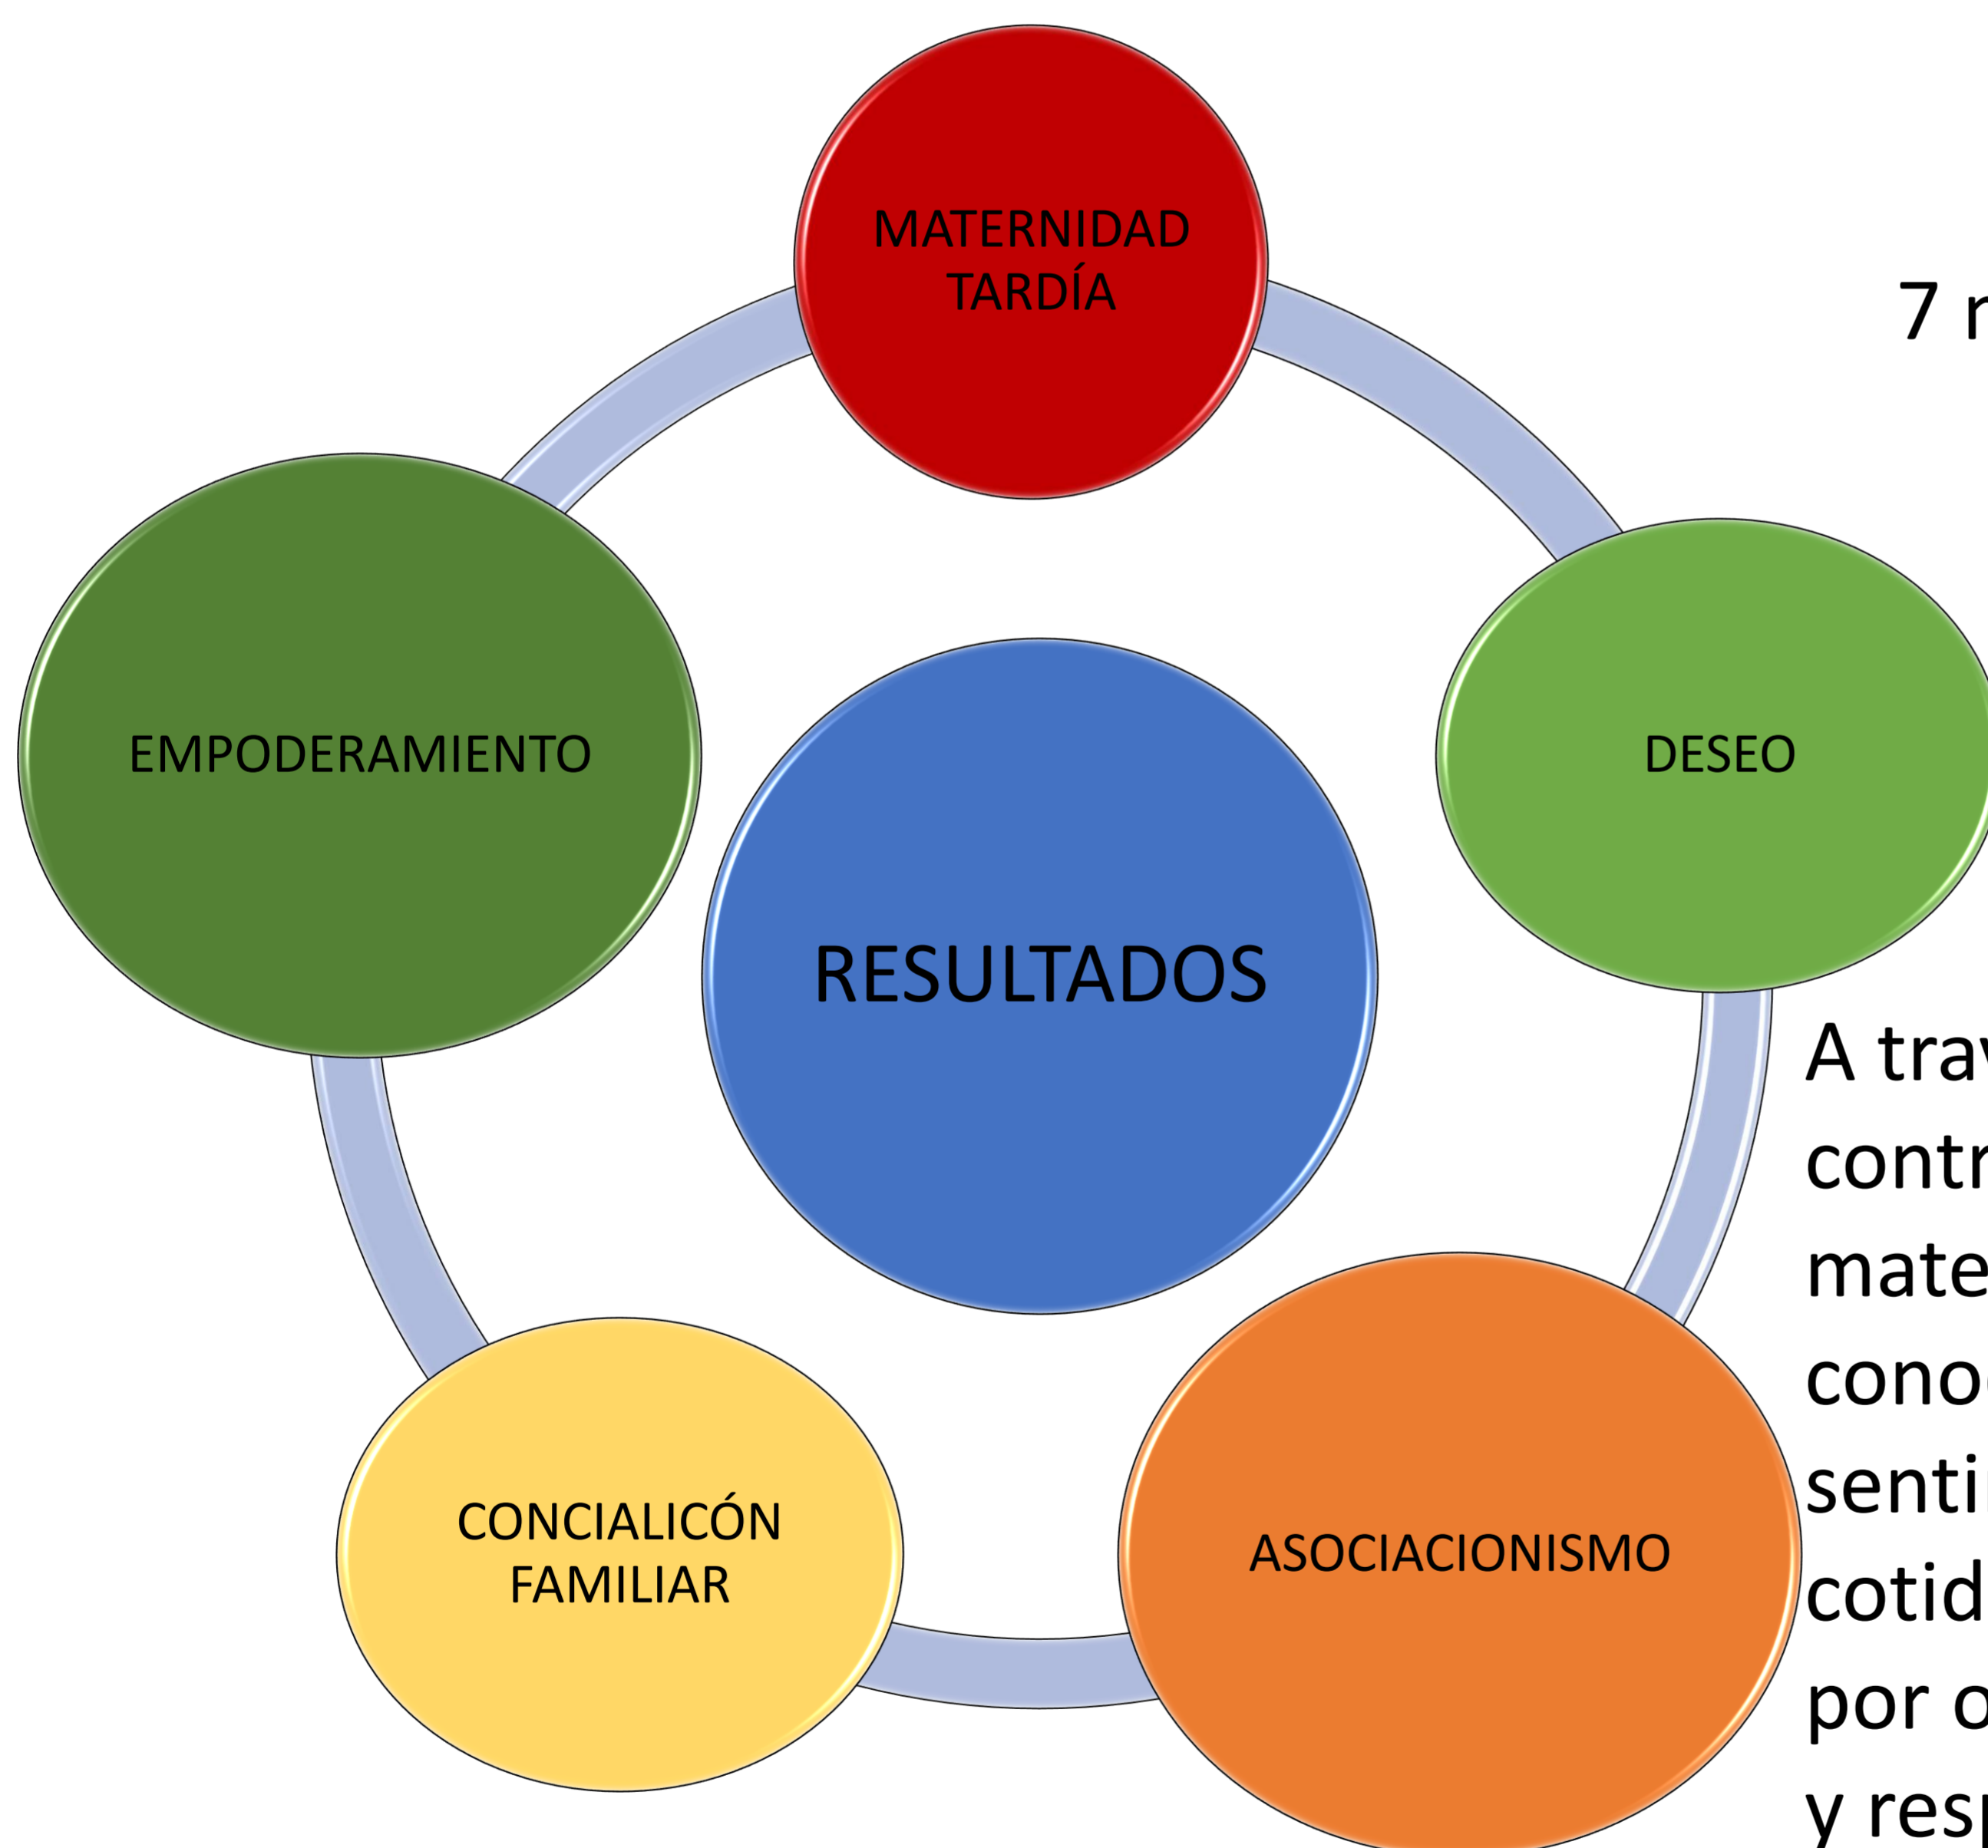 MATERNIDAD
TARDÍA
7
EMPODERAMIENTO
DESEO
RESULTADOS
A
CONCIALICÓN
FAMILIAR
ASOCIACIONISMO
por
y